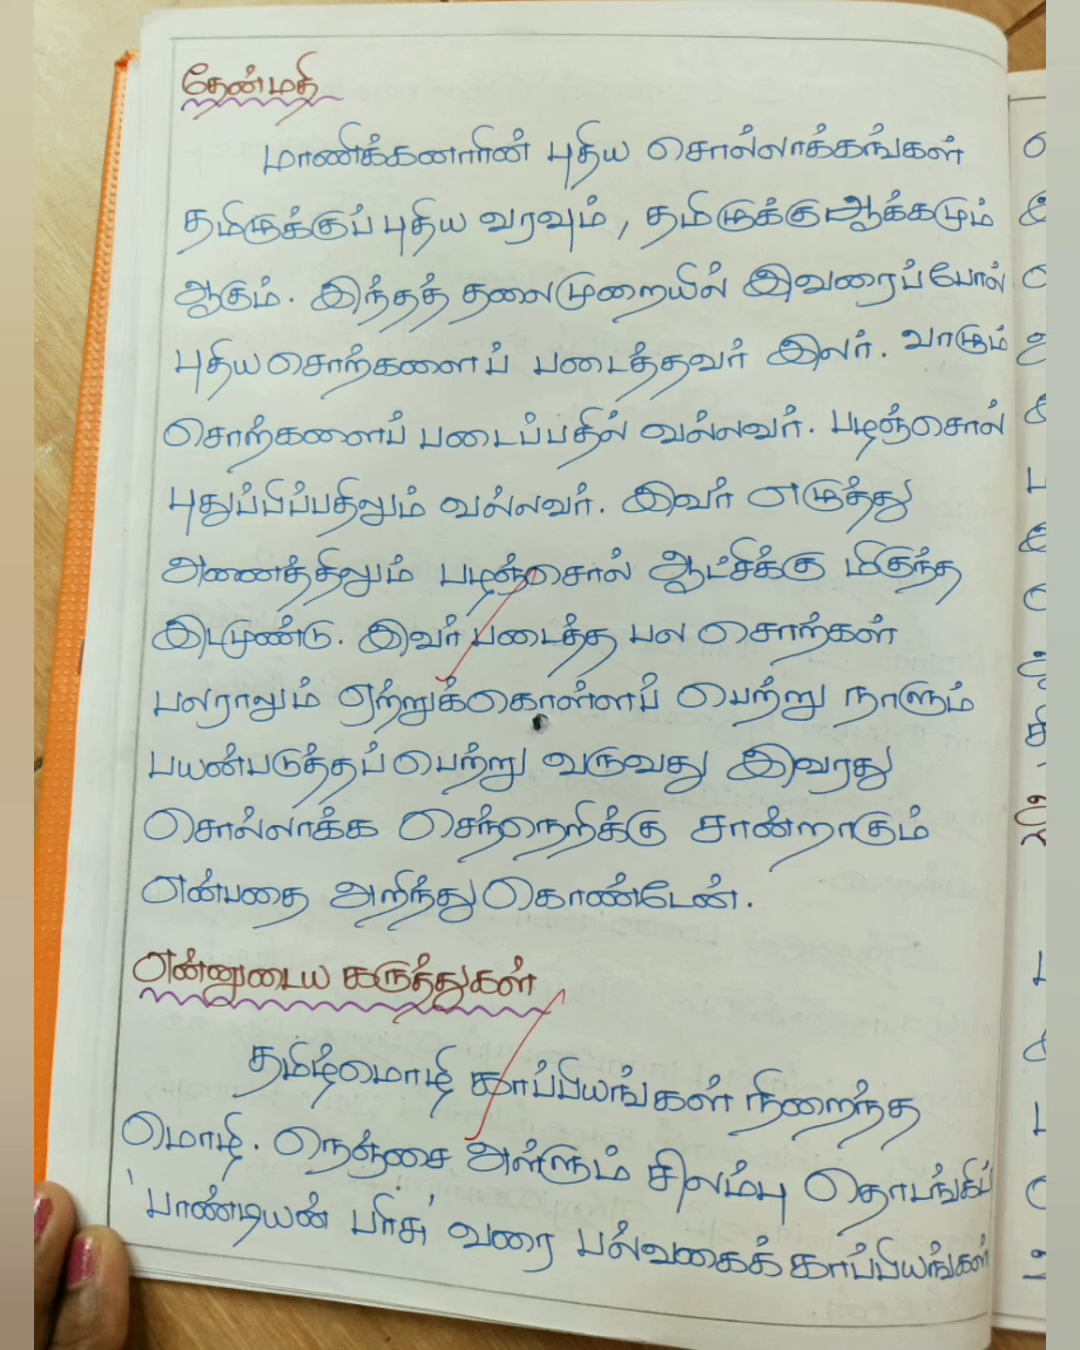 தேன்மதி
மாணிக்கனாரின் புதிய சொல்லாக்கங்கள்
தமிழுக்குப் புதிய வரவும், தமிழுக்கு ஆக்கமும்
ஆகும். இந்தத் தலைமுறையில் இவரைப் போல்
புதிய சொற்களைப் படைத்தவர் இலர். வாழும்
சொற்களைப் படைப்பதில் வல்லவர். பழஞ்சொல்
புதுப்பிப்பதிலும் வல்லவர். இவர் எழுத்து
அனைத்திலும் பழஞ்சொல் ஆட்சிக்கு மிகுந்த
இடமுண்டு. இவர் படைத்த பல சொற்கள்
பலராலும் ஏற்றுக்கொள்ளப் பெற்று நாளும்
பயன்படுத்தப் பெற்று வருவது இவரது
சொல்லாக்க செந்நெறிக்கு சான்றாகும்
என்பதை அறிந்து கொண்டேன்.
என்னுடைய கருத்துகள்
தமிழ்மொழி காப்பியங்கள் நிறைந்த
மொழி. நெஞ்சை அள்ளும் சிலம்பு தொடங்கிப்
'பாண்டியன் பரிசு' வரை பல்வகைக் காப்பியங்கள்